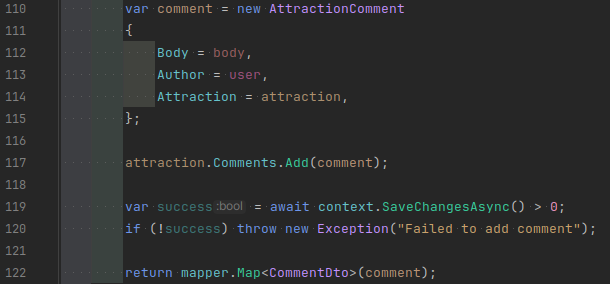 110 var comment = new AttractionComment
111 {
112 Body = body,
113 Author = user,
114 Attraction = attraction,
115 };
116
117 attraction.Comments.Add(comment);
118
119 var success :bool = await context.SaveChangesAsync() > 0;
120 if (!success) throw new Exception("Failed to add comment");
121
122 return mapper.Map<CommentDto>(comment);